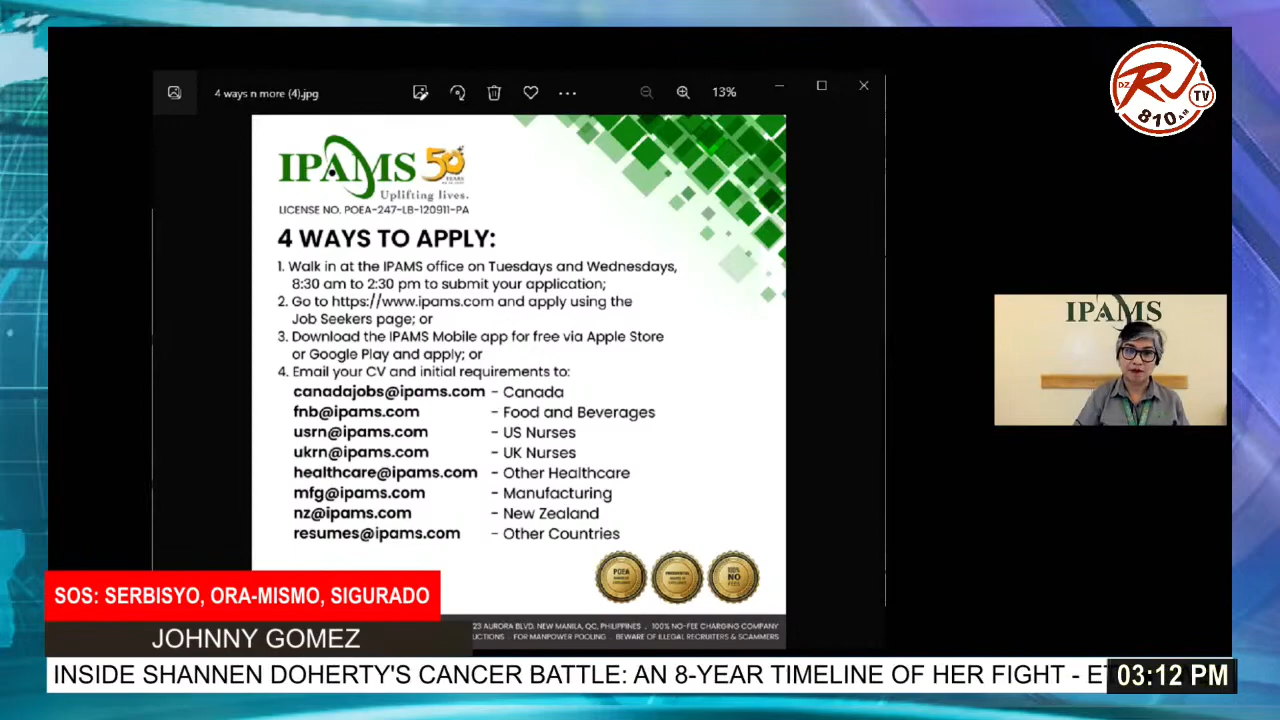 4 ways n more (4).jpg
13%
DZ RJ TV
810 AM
IPAMS 50
YEARS
Uplifting lives.
LICENSE NO. POEA-247-LB-120911-PA
4 WAYS TO APPLY:
1. Walk in at the IPAMS office on Tuesdays and Wednesdays,
8:30 am to 2:30 pm to submit your application;
2. Go to https://www.ipams.com and apply using the
Job Seekers page; or
3. Download the IPAMS Mobile app for free via Apple Store
or Google Play and apply; or
4. Email your CV and initial requirements to:
canadajobs@ipams.com - Canada
fnb@ipams.com - Food and Beverages
usrn@ipams.com - US Nurses
ukrn@ipams.com - UK Nurses
healthcare@ipams.com - Other Healthcare
mfg@ipams.com - Manufacturing
nz@ipams.com - New Zealand
resumes@ipams.com - Other Countries
IPAMS
POEA
100%
NO
FEES
23 AURORA BLVD. NEW MANILA, QC, PHILIPPINES . 100% NO-FEE CHARGING COMPANY
UCTIONS . FOR MANPOWER POOLING . BEWARE OF ILLEGAL RECRUITERS & SCAMMERS
SOS: SERBISYO, ORA-MISMO, SIGURADO
JOHNNY GOMEZ
INSIDE SHANNEN DOHERTY'S CANCER BATTLE: AN 8-YEAR TIMELINE OF HER FIGHT - E
03:12 PM